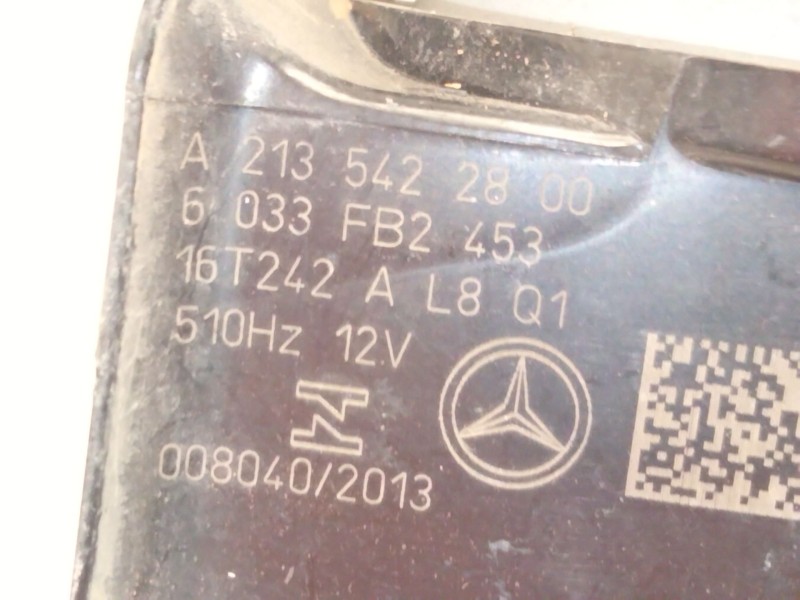 A 213 542 28 00
6 033 FB2 453
16T242 A L8 Q1
510Hz 12V
008040/2013